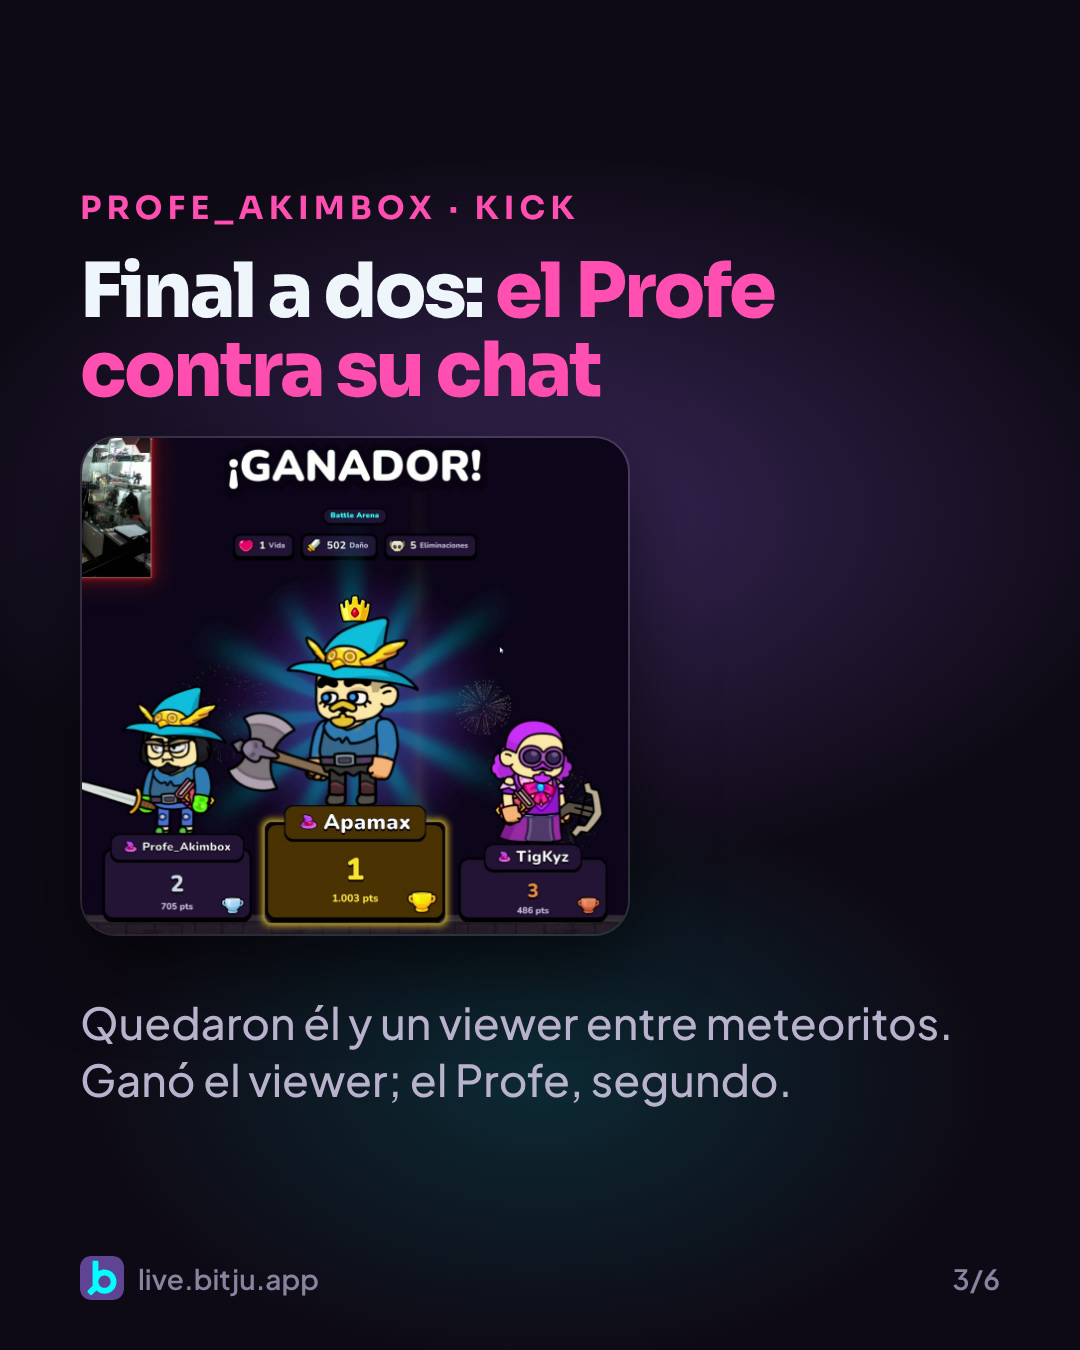 PROFE_AKIMBOX · KICK
Final a dos: el Profe
contra su chat
¡GANADOR!
Battle Arena
1 Vida
502 Daño
5 Eliminaciones
Profe_Akimbox
2
705 pts
Apamax
1
1.003 pts
TigKyz
3
486 pts
Quedaron él y un viewer entre meteoritos.
Ganó el viewer; el Profe, segundo.
live.bitju.app
3/6